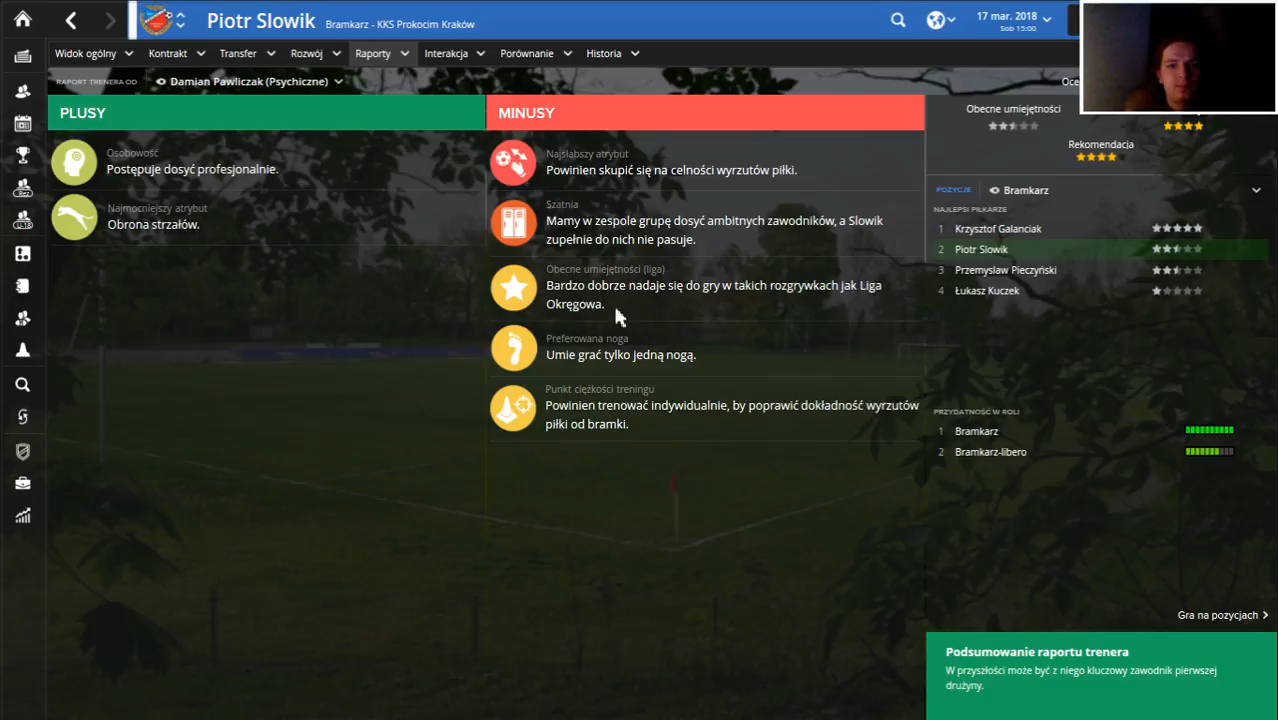 Piotr Slowik
Bramkarz - KKS Prokocim Kraków
17 mar. 2018
Sob 15:00
Widok ogólny
Kontrakt
Transfer
Rozwój
Raporty
Interakcja
Porównanie
Historia
RAPORT TRENERA OD
Damian Pawliczak (Psychiczne)
PLUSY
Osobowość
Postępuje dosyć profesjonalnie.
Najmocniejszy atrybut
Obrona strzałów.
MINUSY
Najsłabszy atrybut
Powinien skupić się na celności wyrzutów piłki.
Szatnia
Mamy w zespole grupę dosyć ambitnych zawodników, a Slowik
zupełnie do nich nie pasuje.
Obecne umiejętności (liga)
Bardzo dobrze nadaje się do gry w takich rozgrywkach jak Liga
Okręgowa.
Preferowana noga
Umie grać tylko jedną nogą.
Punkt ciężkości treningu
Powinien trenować indywidualnie, by poprawić dokładność wyrzutów
piłki od bramki.
Obecne umiejętności
Rekomendacja
POZYCJE
Bramkarz
NAJLEPSI PIŁKARZE
1 Krzysztof Galanciak
2 Piotr Slowik
3 Przemysław Pieczyński
4 Łukasz Kuczek
PRZYDATNOŚĆ W ROLI
1 Bramkarz
2 Bramkarz-libero
Gra na pozycjach
Podsumowanie raportu trenera
W przyszłości może być z niego kluczowy zawodnik pierwszej
drużyny.